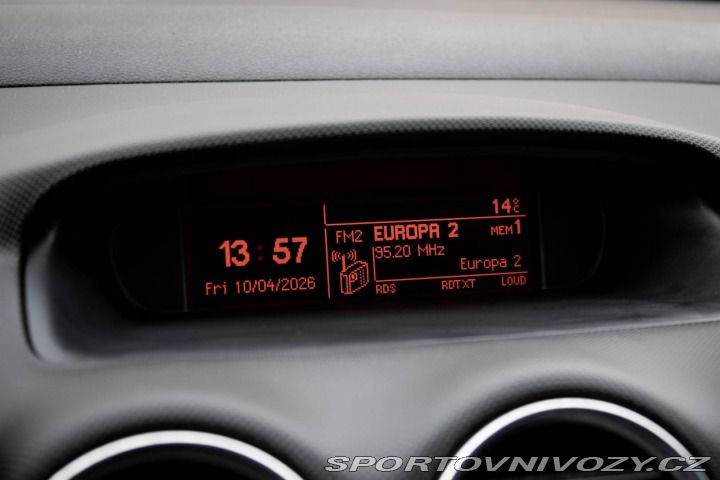 14°C
13:57
FM2 EUROPA 2 MEM1
95.20 MHz
Europa 2
Fri 10/04/2026
RDS RDTXT LOUD
SPORTOVNIVOZY.CZ